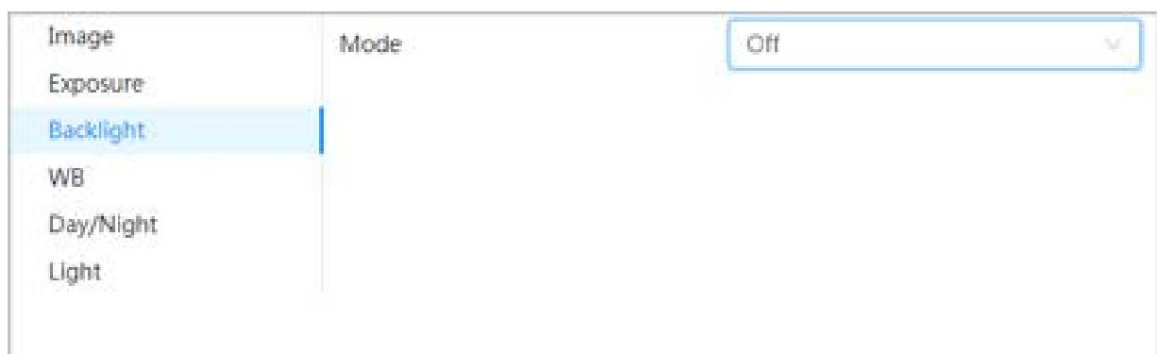 Image
Mode Off
Exposure
Backlight
WB
Day/Night
Light